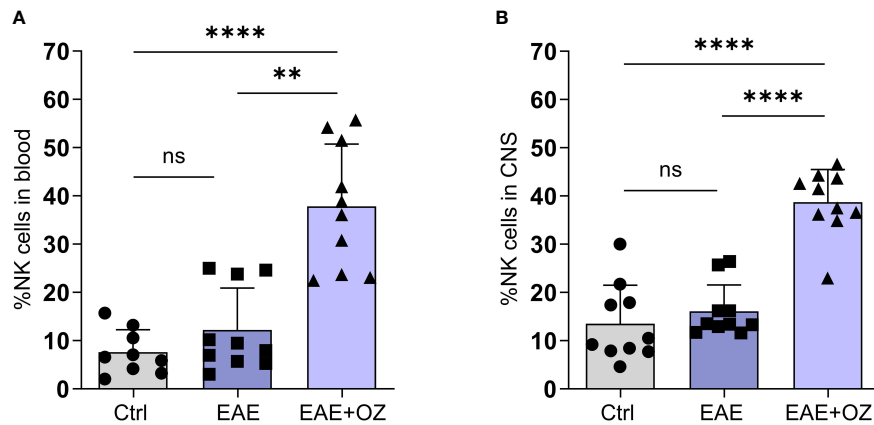 A
%NK cells in blood
70
60
50
40
30
20
10
0
****
**
ns
Ctrl
EAE
EAE+OZ
B
%NK cells in CNS
70
60
50
40
30
20
10
0
****
****
ns
Ctrl
EAE
EAE+OZ